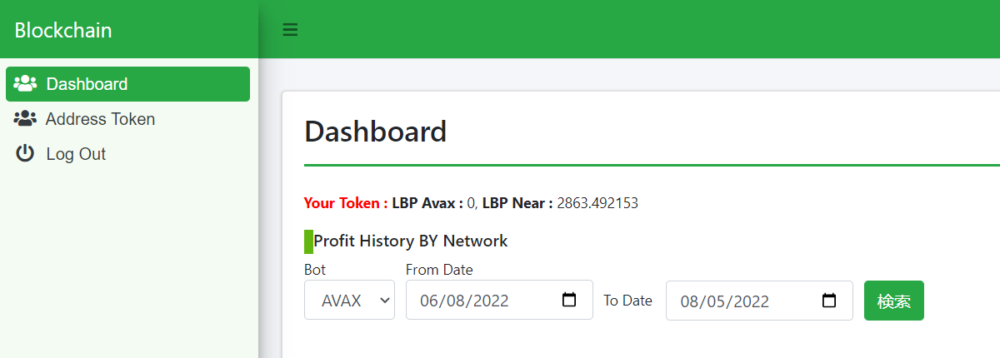 Blockchain
Dashboard
Address Token
Log Out
Dashboard
Your Token : LBP Avax : 0, LBP Near : 2863.492153
Profit History BY Network
Bot
From Date
AVAX
06/08/2022
To Date
08/05/2022
検索